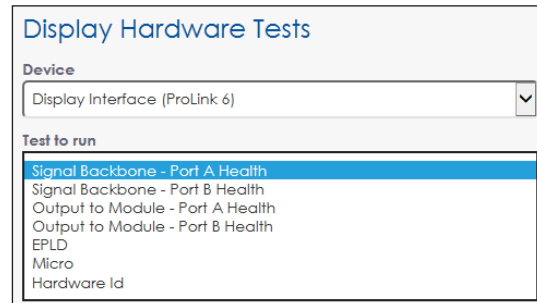 Display Hardware Tests
Device
Display Interface (ProLink 6)
Test to run
Signal Backbone - Port A Health
Signal Backbone - Port B Health
Output to Module - Port A Health
Output to Module - Port B Health
EPLD
Micro
Hardware Id